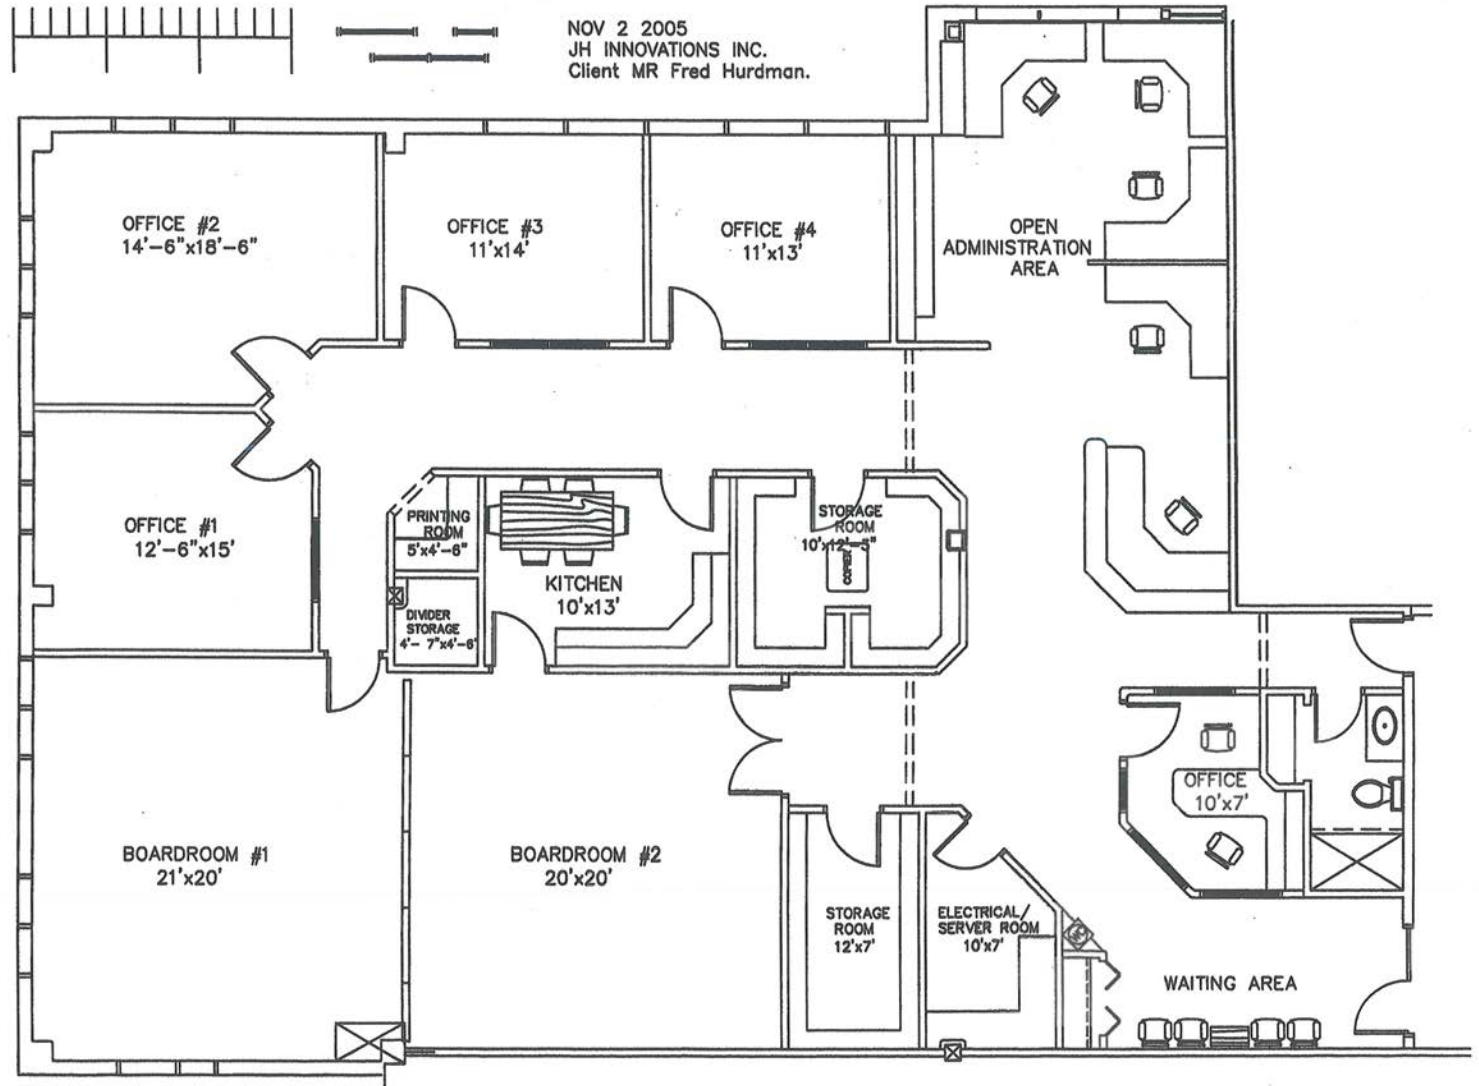 NOV 2 2005
JH INNOVATIONS INC.
Client MR Fred Hurdman.
OFFICE #2
14'-6"x18'-6"
OFFICE #3
11'x14'
OFFICE #4
11'x13'
OPEN
ADMINISTRATION
AREA
OFFICE #1
12'-6"x15'
PRINTING
ROOM
5'x4'-6"
DIVIDER
STORAGE
4'- 7"x4'-6'
KITCHEN
10'x13'
STORAGE
ROOM
10'x12'-5"
COPIER
OFFICE
10'x7'
BOARDROOM #1
21'x20'
BOARDROOM #2
20'x20'
STORAGE
ROOM
12'x7'
ELECTRICAL/
SERVER ROOM
10'x7'
WAITING AREA